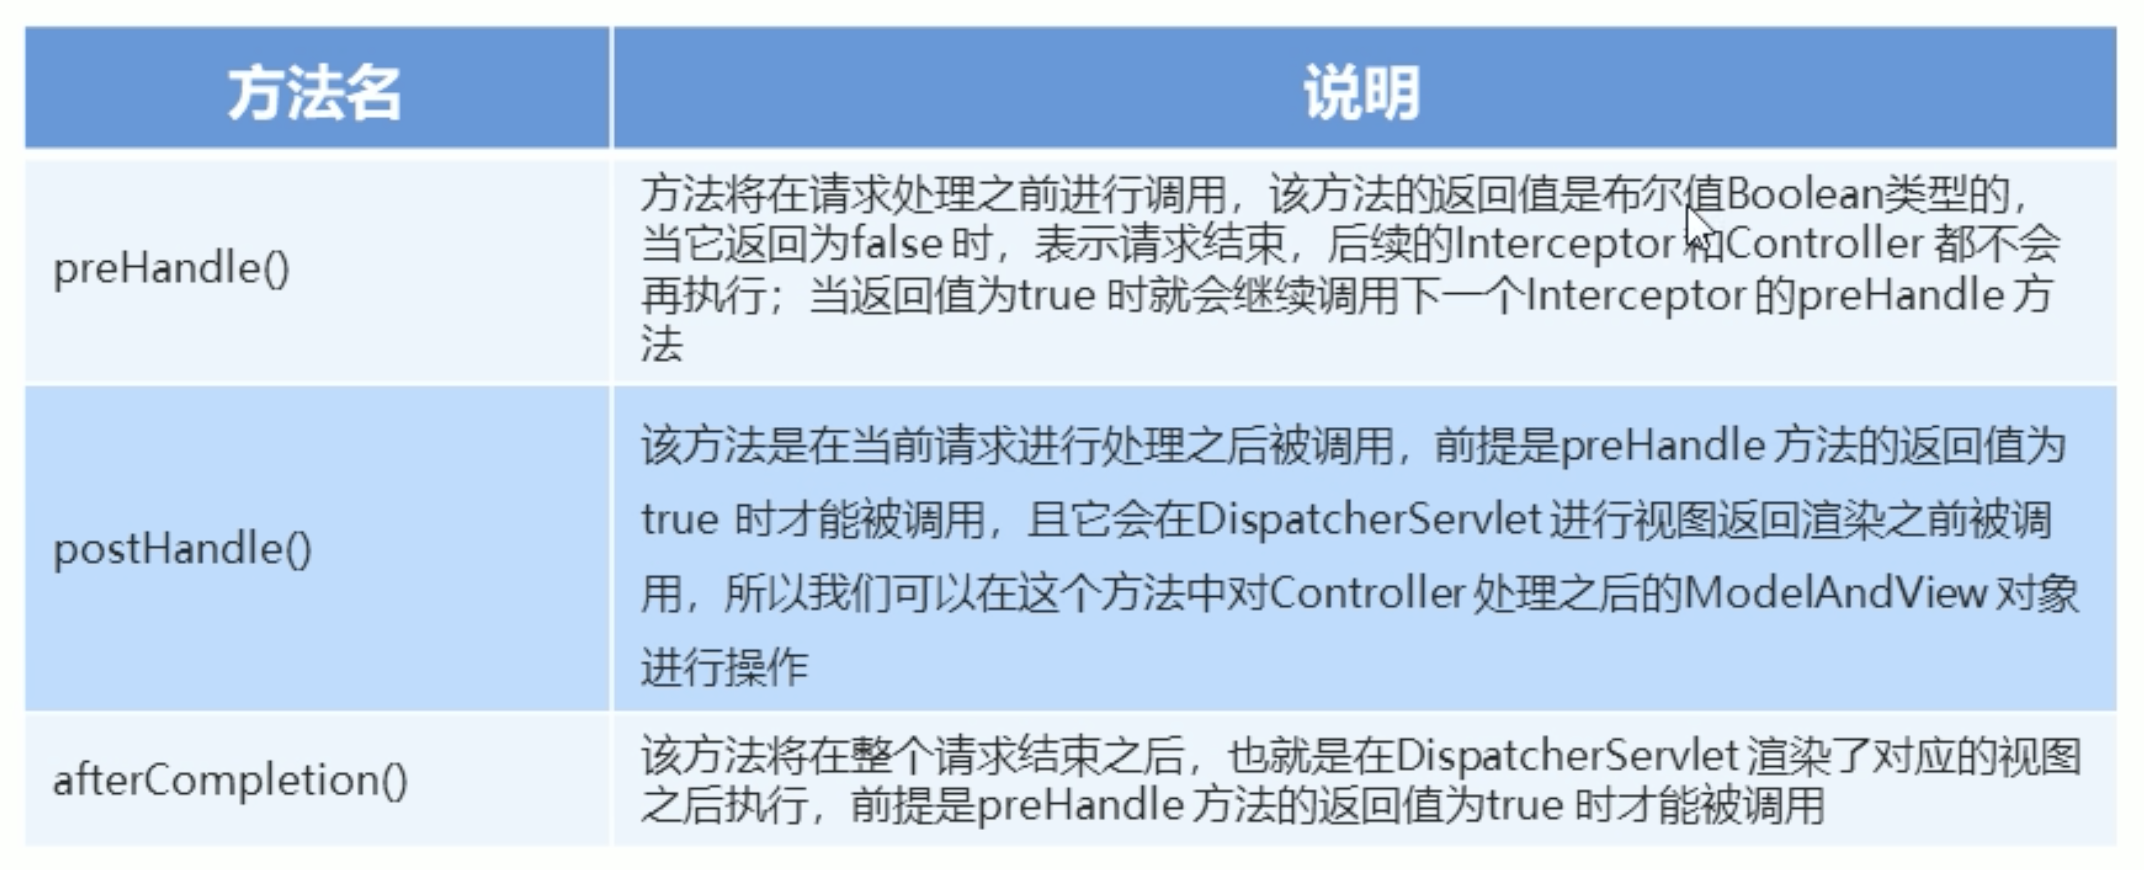 方法名
说明
preHandle()
方法将在请求处理之前进行调用，该方法的返回值是布尔值Boolean类型的，
当它返回为false 时，表示请求结束，后续的Interceptor 和Controller 都不会
再执行；当返回值为true 时就会继续调用下一个Interceptor 的preHandle 方
法
postHandle()
该方法是在当前请求进行处理之后被调用，前提是preHandle 方法的返回值为
true 时才能被调用，且它会在DispatcherServlet 进行视图返回渲染之前被调
用，所以我们可以在这个方法中对Controller 处理之后的ModelAndView 对象
进行操作
afterCompletion()
该方法将在整个请求结束之后，也就是在DispatcherServlet 渲染了对应的视图
之后执行，前提是preHandle 方法的返回值为true 时才能被调用